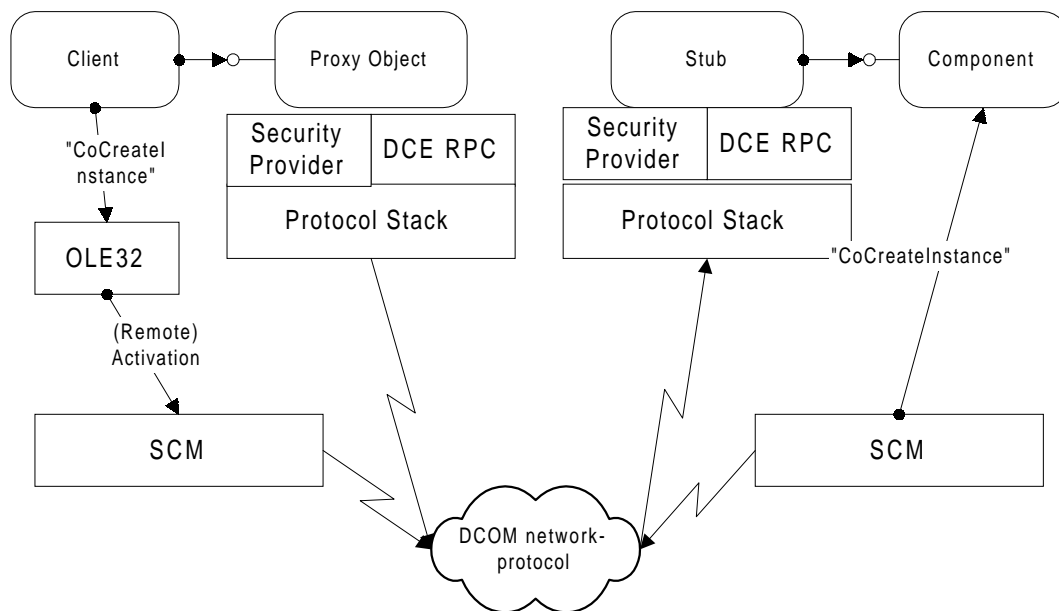 Client
Proxy Object
Stub
Component
Security
Provider
DCE RPC
Protocol Stack
Security
Provider
DCE RPC
Protocol Stack
"CoCreateI
nstance"
OLE32
(Remote)
Activation
SCM
"CoCreateInstance"
SCM
DCOM network-
protocol